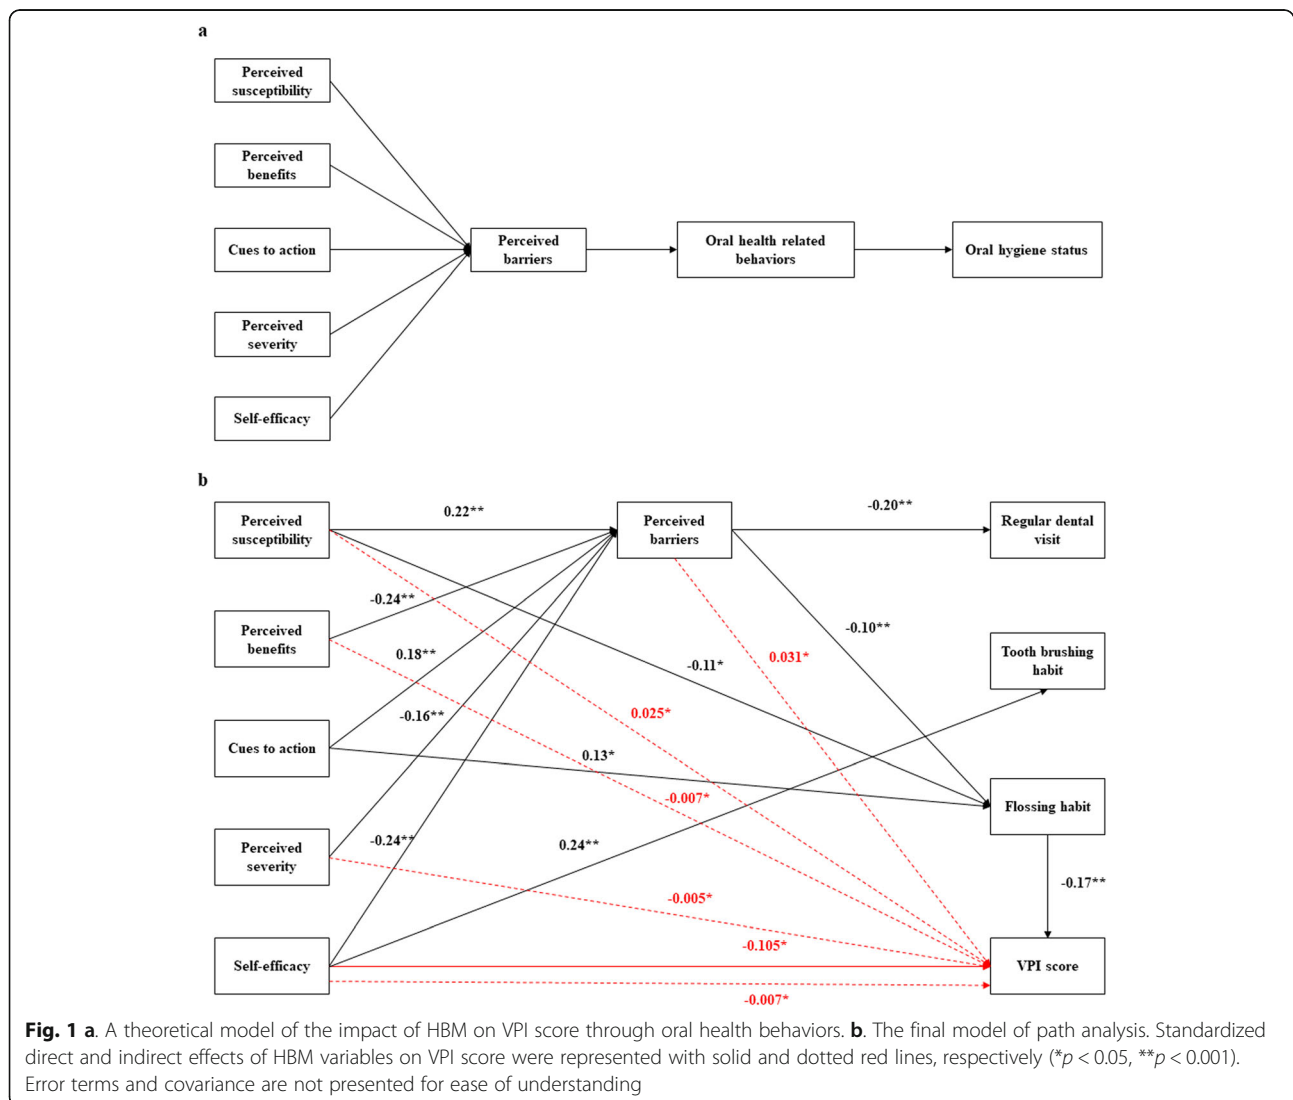 a
Perceived
susceptibility
Perceived
benefits
Cues to action
Perceived
severity
Self-efficacy
Perceived
barriers
Oral health related
behaviors
Oral hygiene status
b
Perceived
susceptibility
Perceived
benefits
Cues to action
Perceived
severity
Self-efficacy
Perceived
barriers
Regular dental
visit
Tooth brushing
habit
Flossing habit
VPI score
0.22**
-0.20**
-0.24**
-0.10**
0.18**
-0.11*
0.031*
-0.16**
0.025*
0.13*
-0.007*
-0.24**
0.24**
-0.17**
-0.005*
-0.105*
-0.007*
Fig. 1 a. A theoretical model of the impact of HBM on VPI score through oral health behaviors. b. The final model of path analysis. Standardized
direct and indirect effects of HBM variables on VPI score were represented with solid and dotted red lines, respectively (*p < 0.05, **p < 0.001).
Error terms and covariance are not presented for ease of understanding